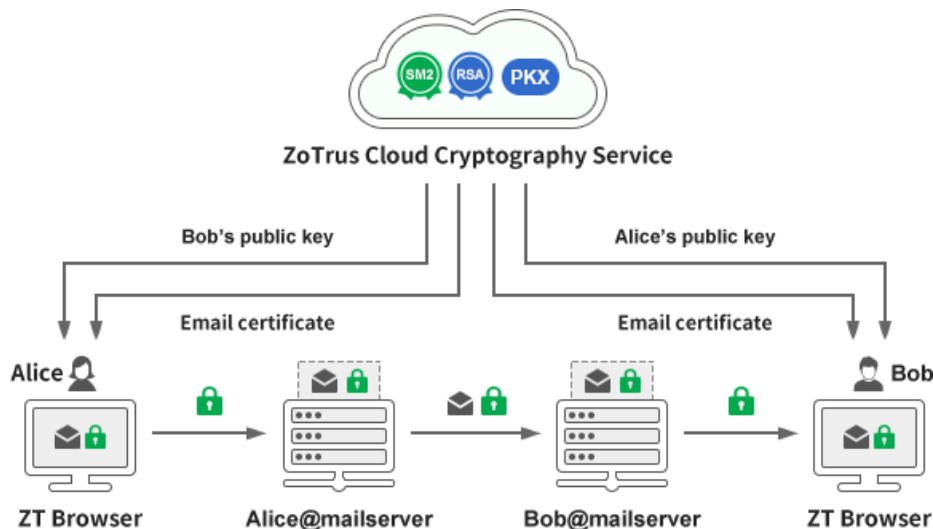 SM2 RSA PKX
ZoTrus Cloud Cryptography Service
Bob's public key
Alice's public key
Email certificate
Email certificate
Alice
Bob
ZT Browser
Alice@mailserver
Bob@mailserver
ZT Browser